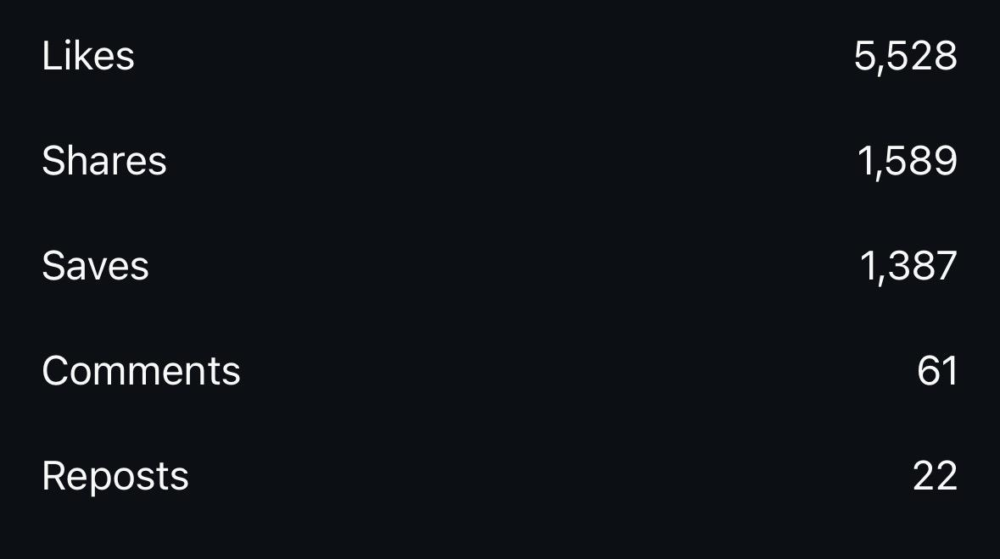 Likes 5,528
Shares 1,589
Saves 1,387
Comments 61
Reposts 22